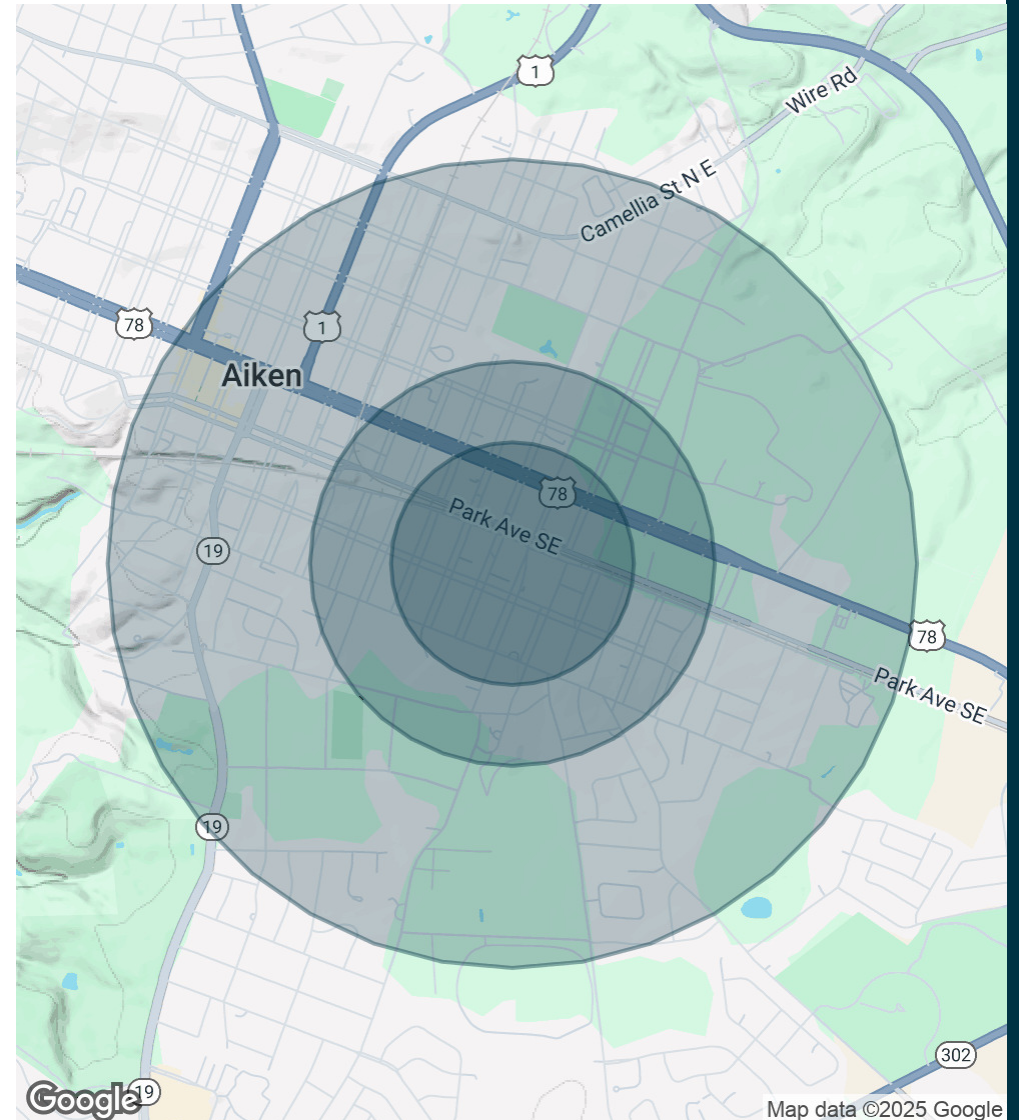 1
Wire Rd
Camellia St N E
78
1
Aiken
78
Park Ave SE
19
78
Park Ave SE
19
302
19
Google
Map data ©2025 Google